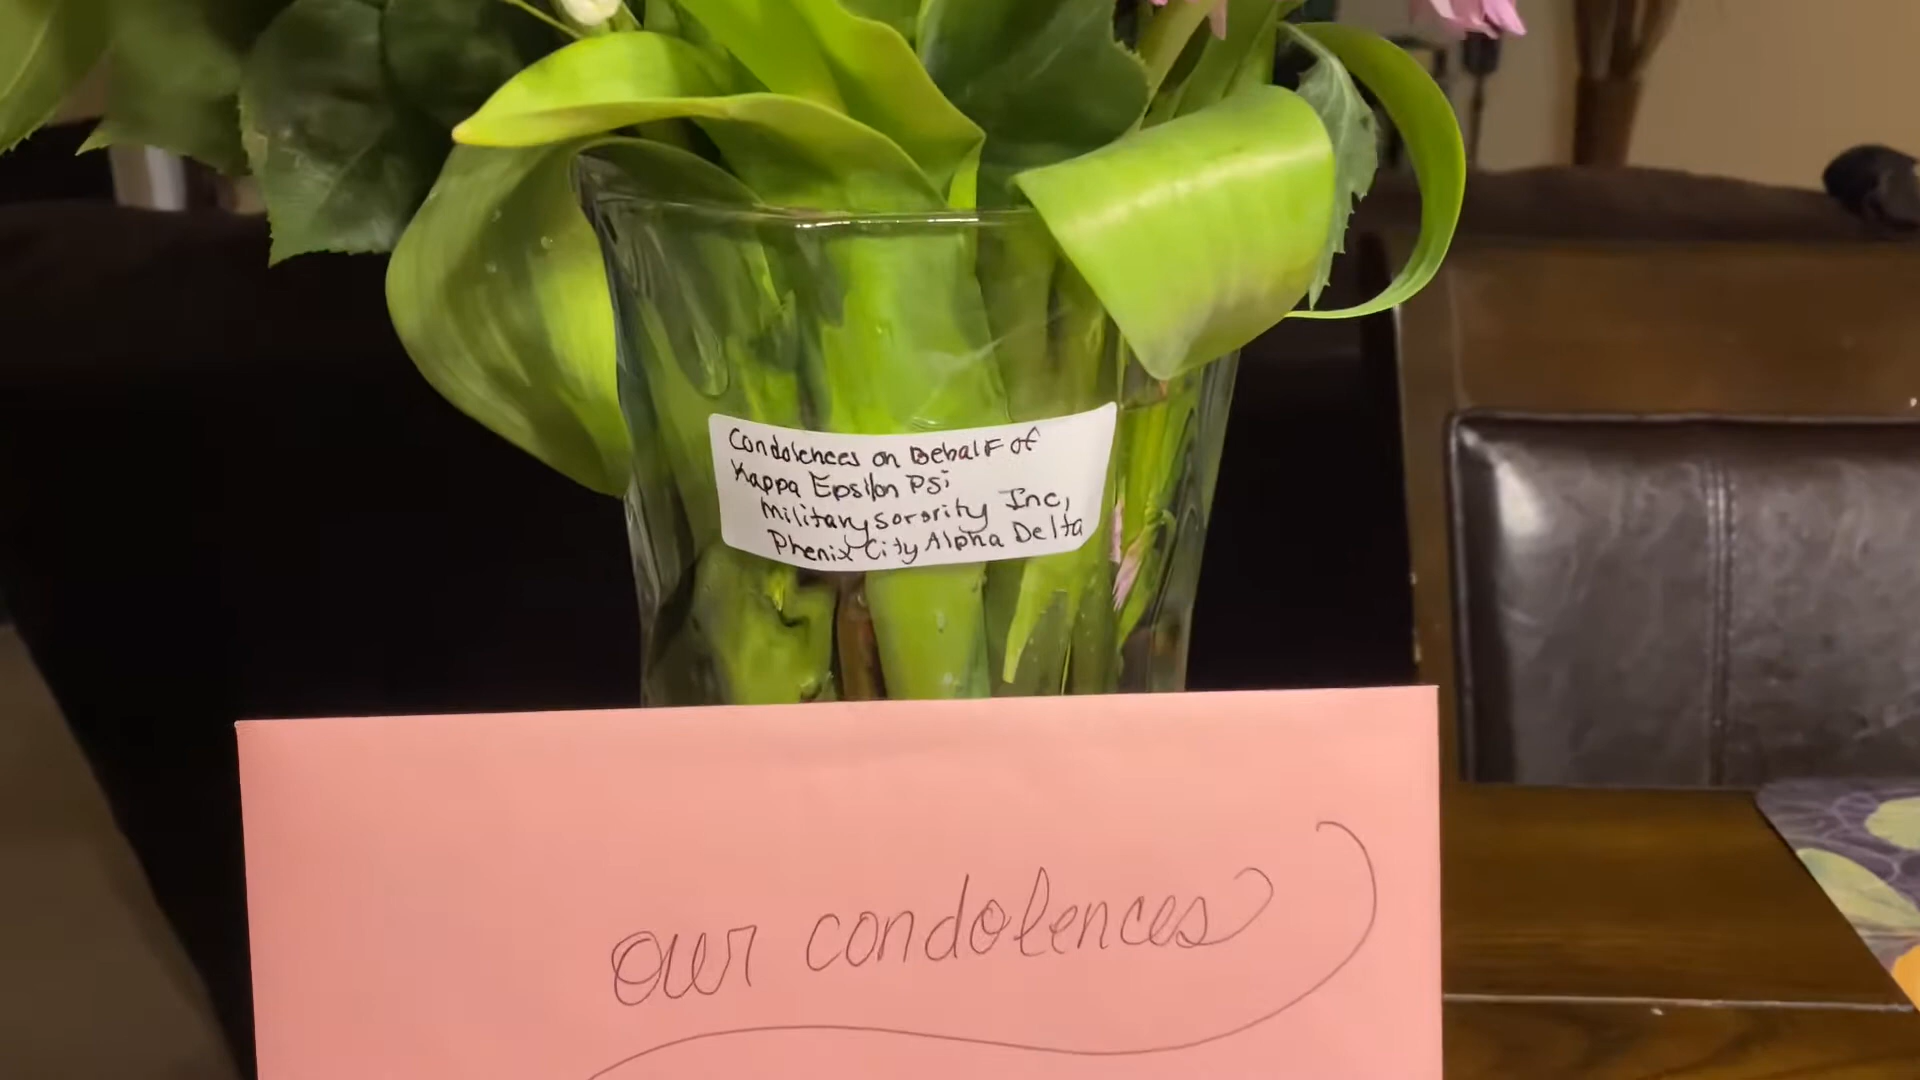 Condolences on Behalf of
Kappa Epsilon Psi
Military Sorority Inc,
Phenix City Alpha Delta
our condolences